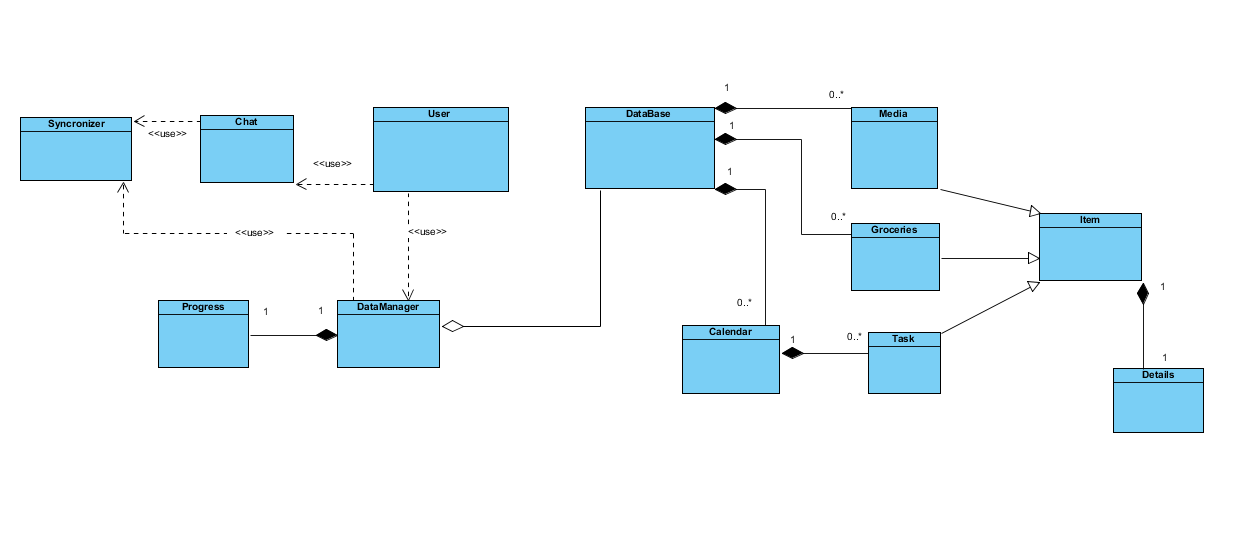 1
0..*
Syncronizer
Chat
User
DataBase
Media
<<use>>
1
<<use>>
1
0..*
Item
<<use>>
<<use>>
Groceries
1
0..*
Progress
1
1
DataManager
Calendar
1
0..*
Task
1
Details